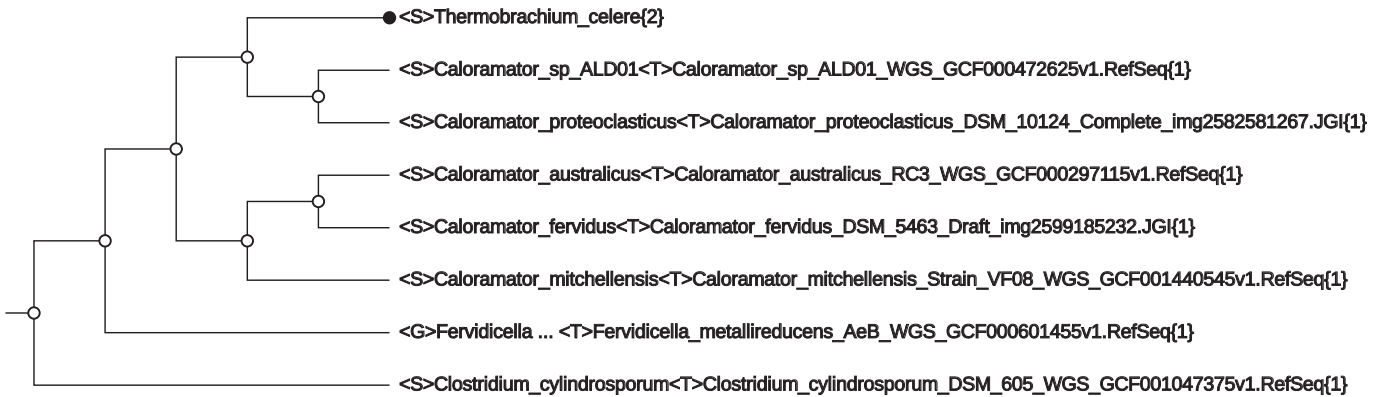 <S>Thermobrachium_celere{2}
<S>Caloramator_sp_ALD01<T>Caloramator_sp_ALD01_WGS_GCF000472625v1.RefSeq{1}
<S>Caloramator_proteoclasticus<T>Caloramator_proteoclasticus_DSM_10124_Complete_img2582581267.JGI{1}
<S>Caloramator_australicus<T>Caloramator_australicus_RC3_WGS_GCF000297115v1.RefSeq{1}
<S>Caloramator_fervidus<T>Caloramator_fervidus_DSM_5463_Draft_img2599185232.JGI{1}
<S>Caloramator_mitchellensis<T>Caloramator_mitchellensis_Strain_VF08_WGS_GCF001440545v1.RefSeq{1}
<G>Fervidicella ... <T>Fervidicella_metallireducens_AeB_WGS_GCF000601455v1.RefSeq{1}
<S>Clostridium_cylindrosporum<T>Clostridium_cylindrosporum_DSM_605_WGS_GCF001047375v1.RefSeq{1}